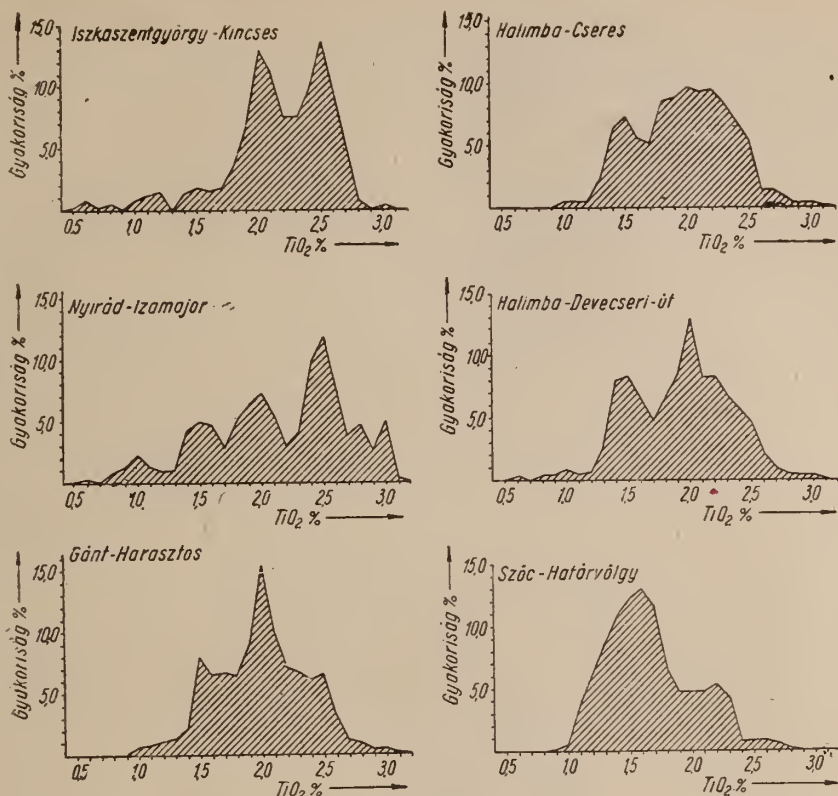 Iszkaszentgyörgy-Kincses
Gyakoriság %
15,0
10,0
5,0
0,5 1,0 1,5 2,0 2,5 3,0
TiO₂ %
Halimba-Cseres
Gyakoriság %
15,0
10,0
5,0
0,5 1,0 1,5 2,0 2,5 3,0
TiO₂ %
Nyirád-Izamajor
Gyakoriság %
15,0
10,0
5,0
0,5 1,0 1,5 2,0 2,5 3,0
TiO₂ %
Halimba-Devecseri-út
Gyakoriság %
15,0
10,0
5,0
0,5 1,0 1,5 2,0 2,5 3,0
TiO₂ %
Gánt-Harasztos
Gyakoriság %
15,0
10,0
5,0
0,5 1,0 1,5 2,0 2,5 3,0
TiO₂ %
Szőc-Határvölgy
Gyakoriság %
15,0
10,0
5,0
0,5 1,0 1,5 2,0 2,5 3,0
TiO₂ %